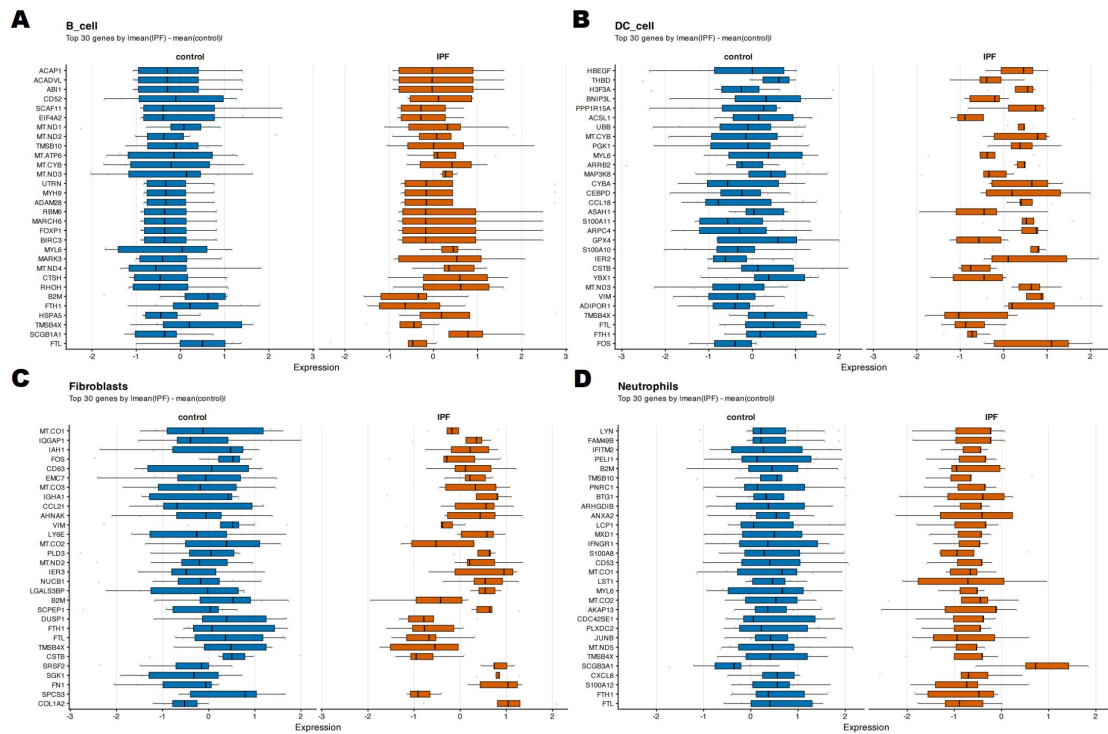 A
B_cell
Top 30 genes by |mean(IPF) - mean(control)|
control
IPF
ACAP1
ACADVL
ABI1
CD52
SCAF11
EIF4A2
MT.ND1
MT.ND2
TMSB10
MT.ATP6
MT.CYB
MT.ND3
UTRN
MYH9
ADAM28
RBM6
MARCH6
FOXP1
BIRC3
MYL6
MARK3
MT.ND4
CTSH
RHOH
B2M
FTH1
HSPA5
TMSB4X
SCGB1A1
FTL
-2 -1 0 1 2 3 -2 -1 0 1 2 3
Expression
B
DC_cell
Top 30 genes by |mean(IPF) - mean(control)|
control
IPF
HBEGF
THBD
H3F3A
BNIP3L
PPP1R15A
ACSL1
UBB
MT.CYB
PGK1
MYL6
ARRB2
MAP3K8
CYBA
CEBPD
CCL18
ASAH1
S100A11
ARPC4
GPX4
S100A10
IER2
CSTB
YBX1
MT.ND3
VIM
ADIPOR1
TMSB4X
FTL
FTH1
FOS
-3 -2 -1 0 1 2 -3 -2 -1 0 1 2
Expression
C
Fibroblasts
Top 30 genes by |mean(IPF) - mean(control)|
control
IPF
MT.CO1
IQGAP1
IAH1
FOS
CD63
EMC7
MT.CO3
IGHA1
CCL21
AHNAK
VIM
LY6E
MT.CO2
PLD3
MT.ND2
IER3
NUCB1
LGALS3BP
B2M
SCPEP1
DUSP1
FTH1
FTL
TMSB4X
CSTB
SRSF2
SGK1
FN1
SPCS3
COL1A2
-3 -2 -1 0 1 2 -3 -2 -1 0 1 2
Expression
D
Neutrophils
Top 30 genes by |mean(IPF) - mean(control)|
control
IPF
LYN
FAM49B
IFITM2
PELI1
B2M
TMSB10
PNRC1
BTG1
ARHGDIB
ANXA2
LCP1
MXD1
IFNGR1
S100A8
CD53
MT.CO1
LST1
MYL6
MT.CO2
AKAP13
CDC42SE1
PLXDC2
JUNB
MT.ND5
TMSB4X
SCGB3A1
CXCL8
S100A12
FTH1
FTL
-2 -1 0 1 2 -2 -1 0 1 2
Expression